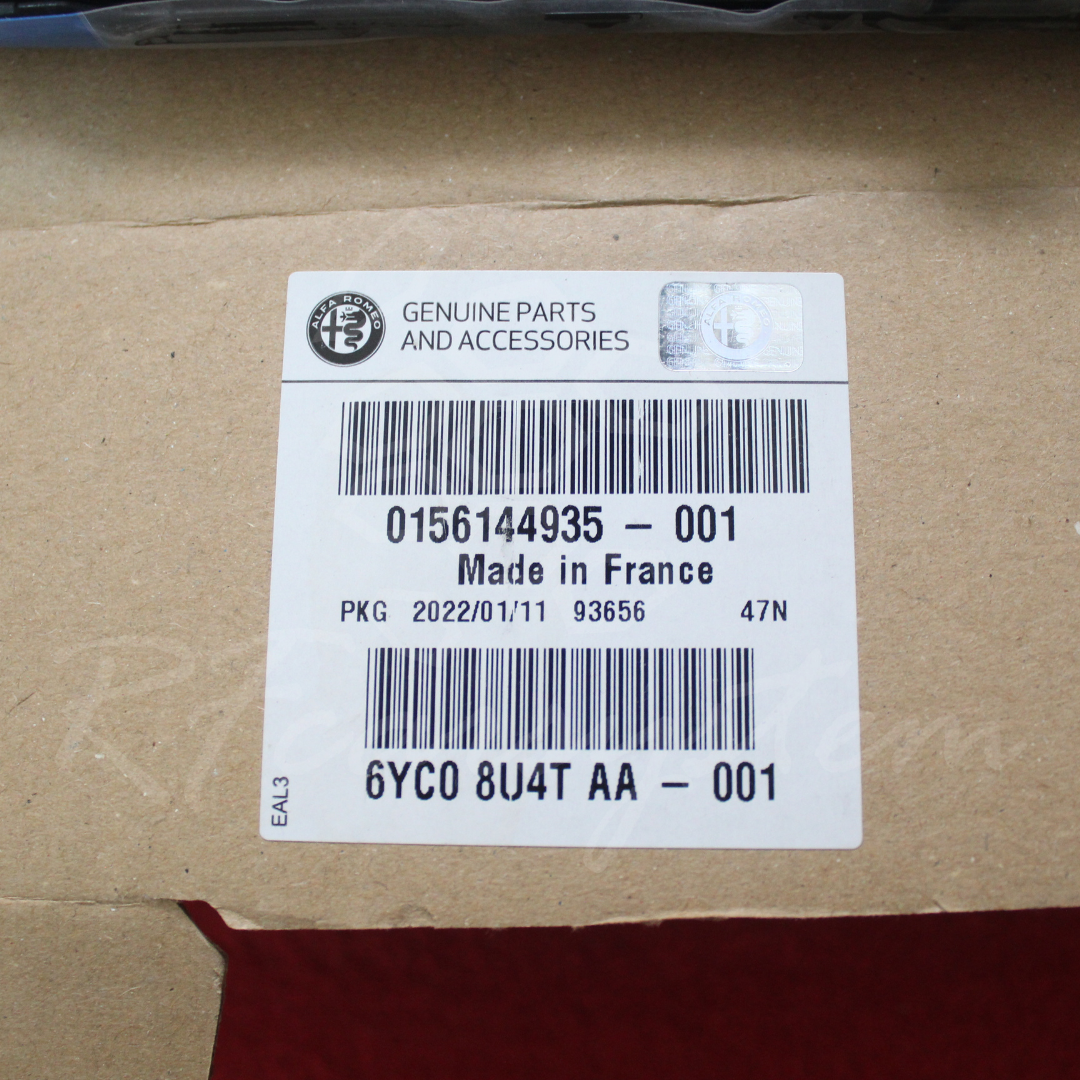 ALFA ROMEO
GENUINE PARTS
AND ACCESSORIES
0156144935 – 001
Made in France
PKG 2022/01/11 93656 47N
6YC0 8U4T AA – 001
EAL3